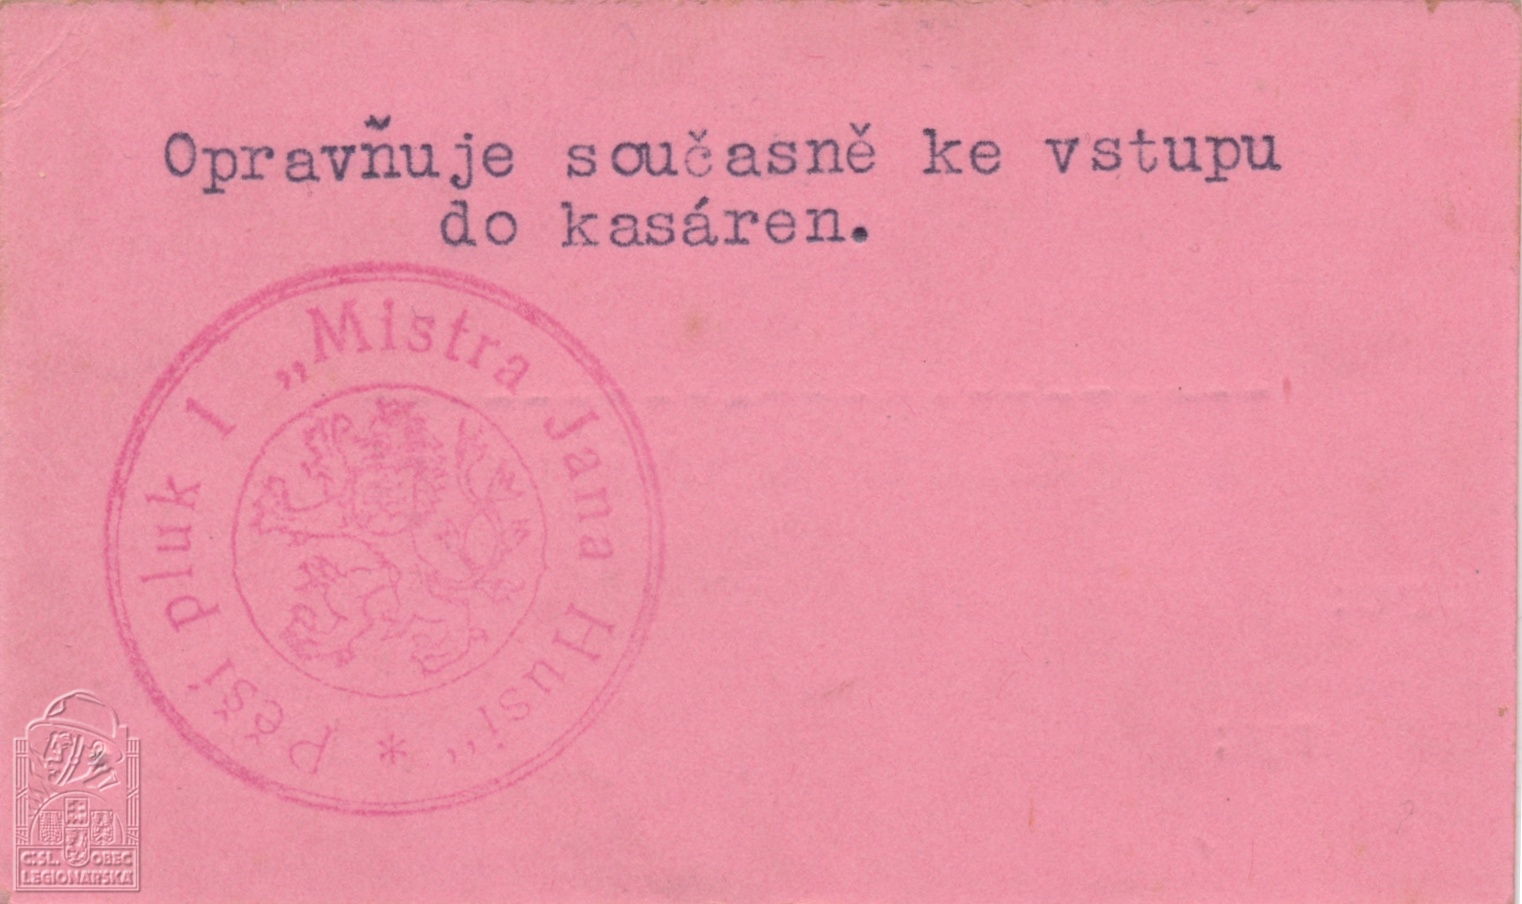 Opravňuje současně ke vstupu
do kasáren.
Pěší pluk 1 „Mistra Jana Husi“ *
ČSL. OBEC
LEGIONÁŘSKÁ